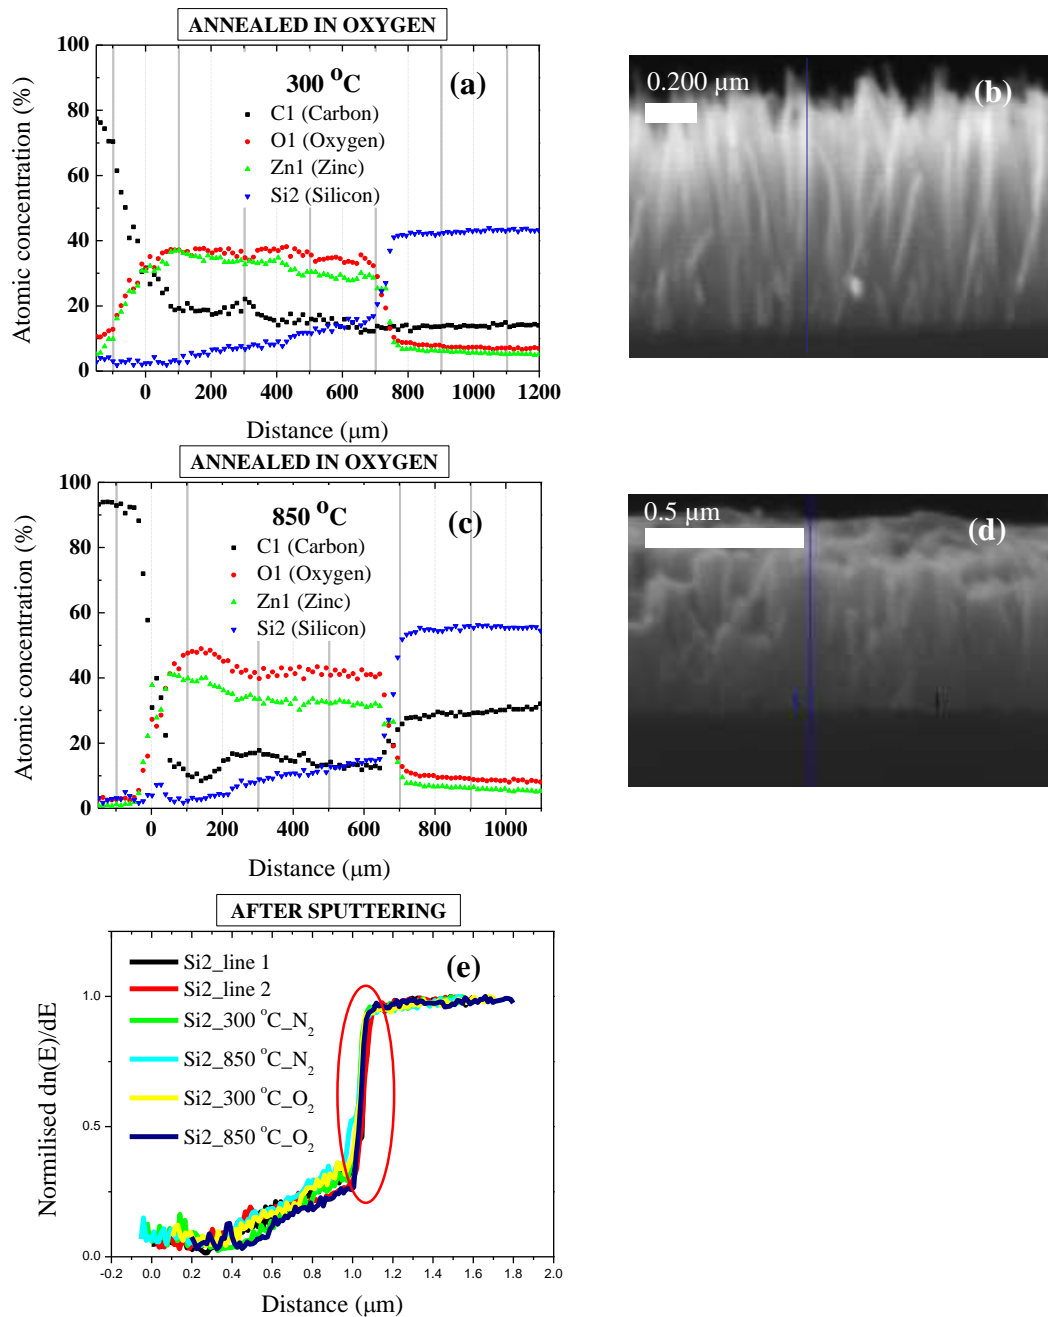 ANNEALED IN OXYGEN
100
80
60
40
20
0
Atomic concentration (%)
300 °C
(a)
C1 (Carbon)
O1 (Oxygen)
Zn1 (Zinc)
Si2 (Silicon)
0 200 400 600 800 1000 1200
Distance (μm)
0.200 μm
(b)
ANNEALED IN OXYGEN
100
80
60
40
20
0
Atomic concentration (%)
850 °C
(c)
C1 (Carbon)
O1 (Oxygen)
Zn1 (Zinc)
Si2 (Silicon)
0 200 400 600 800 1000
Distance (μm)
0.5 μm
(d)
AFTER SPUTTERING
1.0
0.5
0.0
Normilised dn(E)/dE
(e)
Si2_line 1
Si2_line 2
Si2_300 °C_N₂
Si2_850 °C_N₂
Si2_300 °C_O₂
Si2_850 °C_O₂
-0.2 0.0 0.2 0.4 0.6 0.8 1.0 1.2 1.4 1.6 1.8 2.0
Distance (μm)